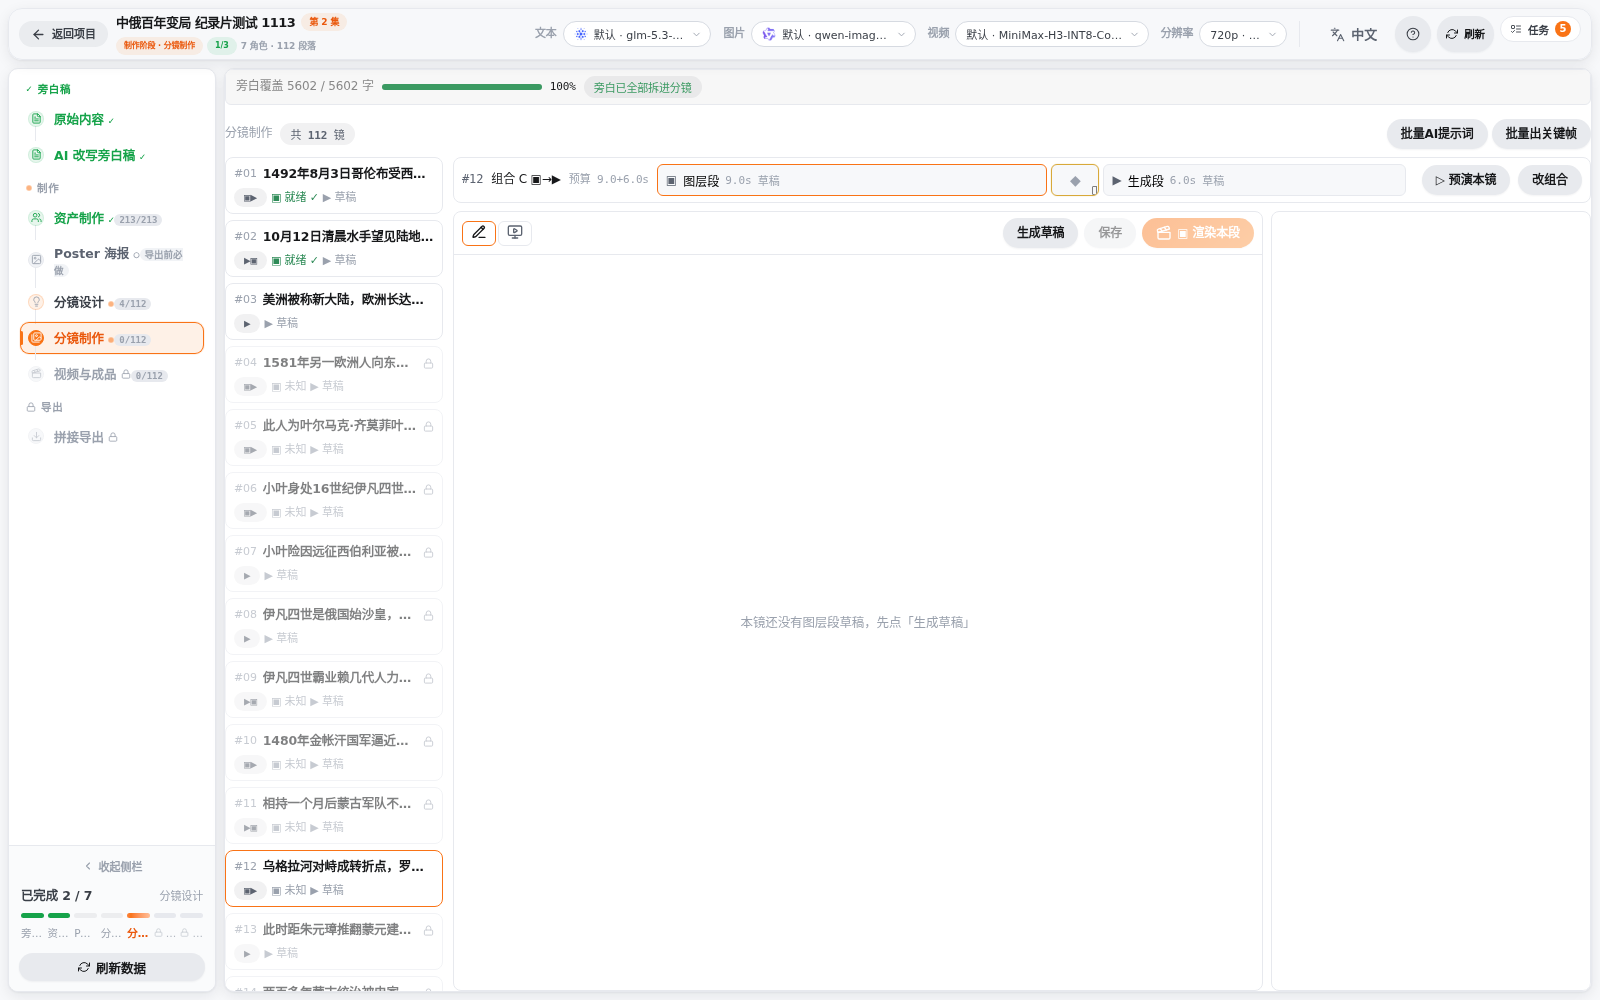 返回项目
中俄百年变局 纪录片测试 1113 第 2 集
制作阶段 · 分镜制作 1/3 7 角色 · 112 段落
文本 默认 · glm-5.3-... 图片 默认 · qwen-imag... 视频 默认 · MiniMax-H3-INT8-Co... 分辨率 720p · ...
中文 刷新 任务 5
✓ 旁白稿
原始内容 ✓
AI 改写旁白稿 ✓
制作
资产制作 ✓ 213/213
Poster 海报 ○ 导出前必做
分镜设计 4/112
分镜制作 0/112
视频与成品 0/112
导出
拼接导出
收起侧栏
已完成 2 / 7 分镜设计
旁... 资... P... 分... 分... ... ...
刷新数据
旁白覆盖 5602 / 5602 字 100% 旁白已全部拆进分镜
分镜制作 共 112 镜 批量AI提示词 批量出关键帧
#01 1492年8月3日哥伦布受西...
▣▶ ▣ 就绪 ✓ ▶ 草稿
#02 10月12日清晨水手望见陆地...
▶▣ ▣ 就绪 ✓ ▶ 草稿
#03 美洲被称新大陆，欧洲长达...
▶ ▶ 草稿
#04 1581年另一欧洲人向东...
▣▶ ▣ 未知 ▶ 草稿
#05 此人为叶尔马克·齐莫菲叶...
▣▶ ▣ 未知 ▶ 草稿
#06 小叶身处16世纪伊凡四世...
▣▶ ▣ 未知 ▶ 草稿
#07 小叶险因远征西伯利亚被...
▶ ▶ 草稿
#08 伊凡四世是俄国始沙皇，...
▶ ▶ 草稿
#09 伊凡四世霸业赖几代人力...
▶▣ ▣ 未知 ▶ 草稿
#10 1480年金帐汗国军逼近...
▣▶ ▣ 未知 ▶ 草稿
#11 相持一个月后蒙古军队不...
▶▣ ▣ 未知 ▶ 草稿
#12 乌格拉河对峙成转折点，罗...
▣▶ ▣ 未知 ▶ 草稿
#13 此时距朱元璋推翻蒙元建...
▶ ▶ 草稿
#12 组合 C ▣→▶ 预算 9.0+6.0s ▣ 图层段 9.0s 草稿 ◆ ▶ 生成段 6.0s 草稿 ▷ 预演本镜 改组合
生成草稿 保存 ▣ 渲染本段
本镜还没有图层段草稿，先点「生成草稿」